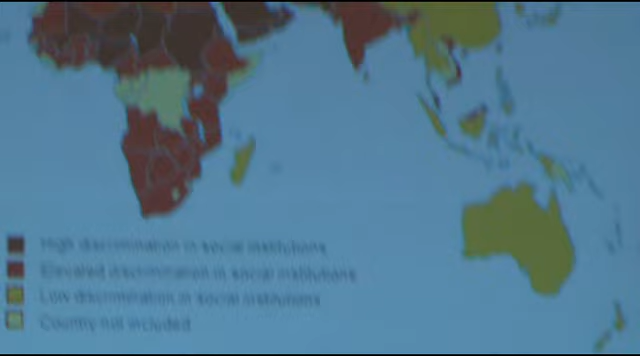 High discrimination in social institutions
Elevated discrimination in social institutions
Low discrimination in social institutions
Country not included